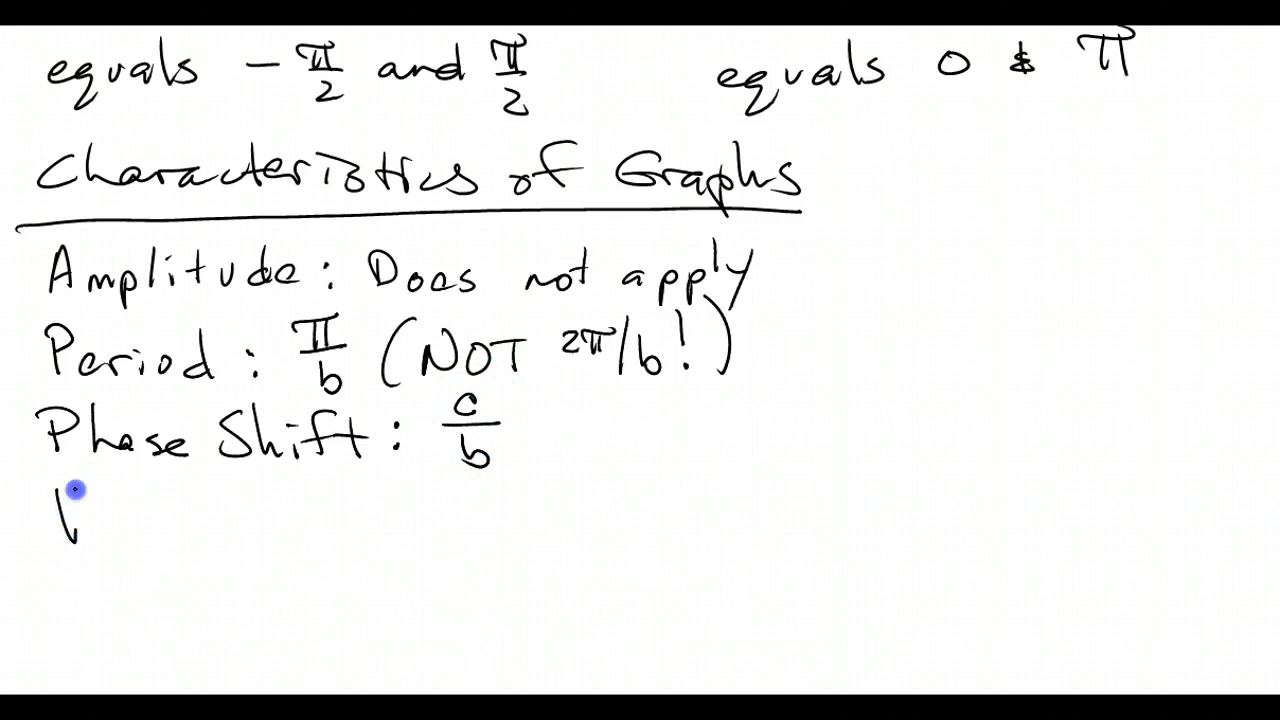 equals - π/2 and π/2 equals 0 & π
Characteristics of Graphs
Amplitude: Does not apply
Period: π/b (NOT 2π/b!)
Phase Shift: c/b